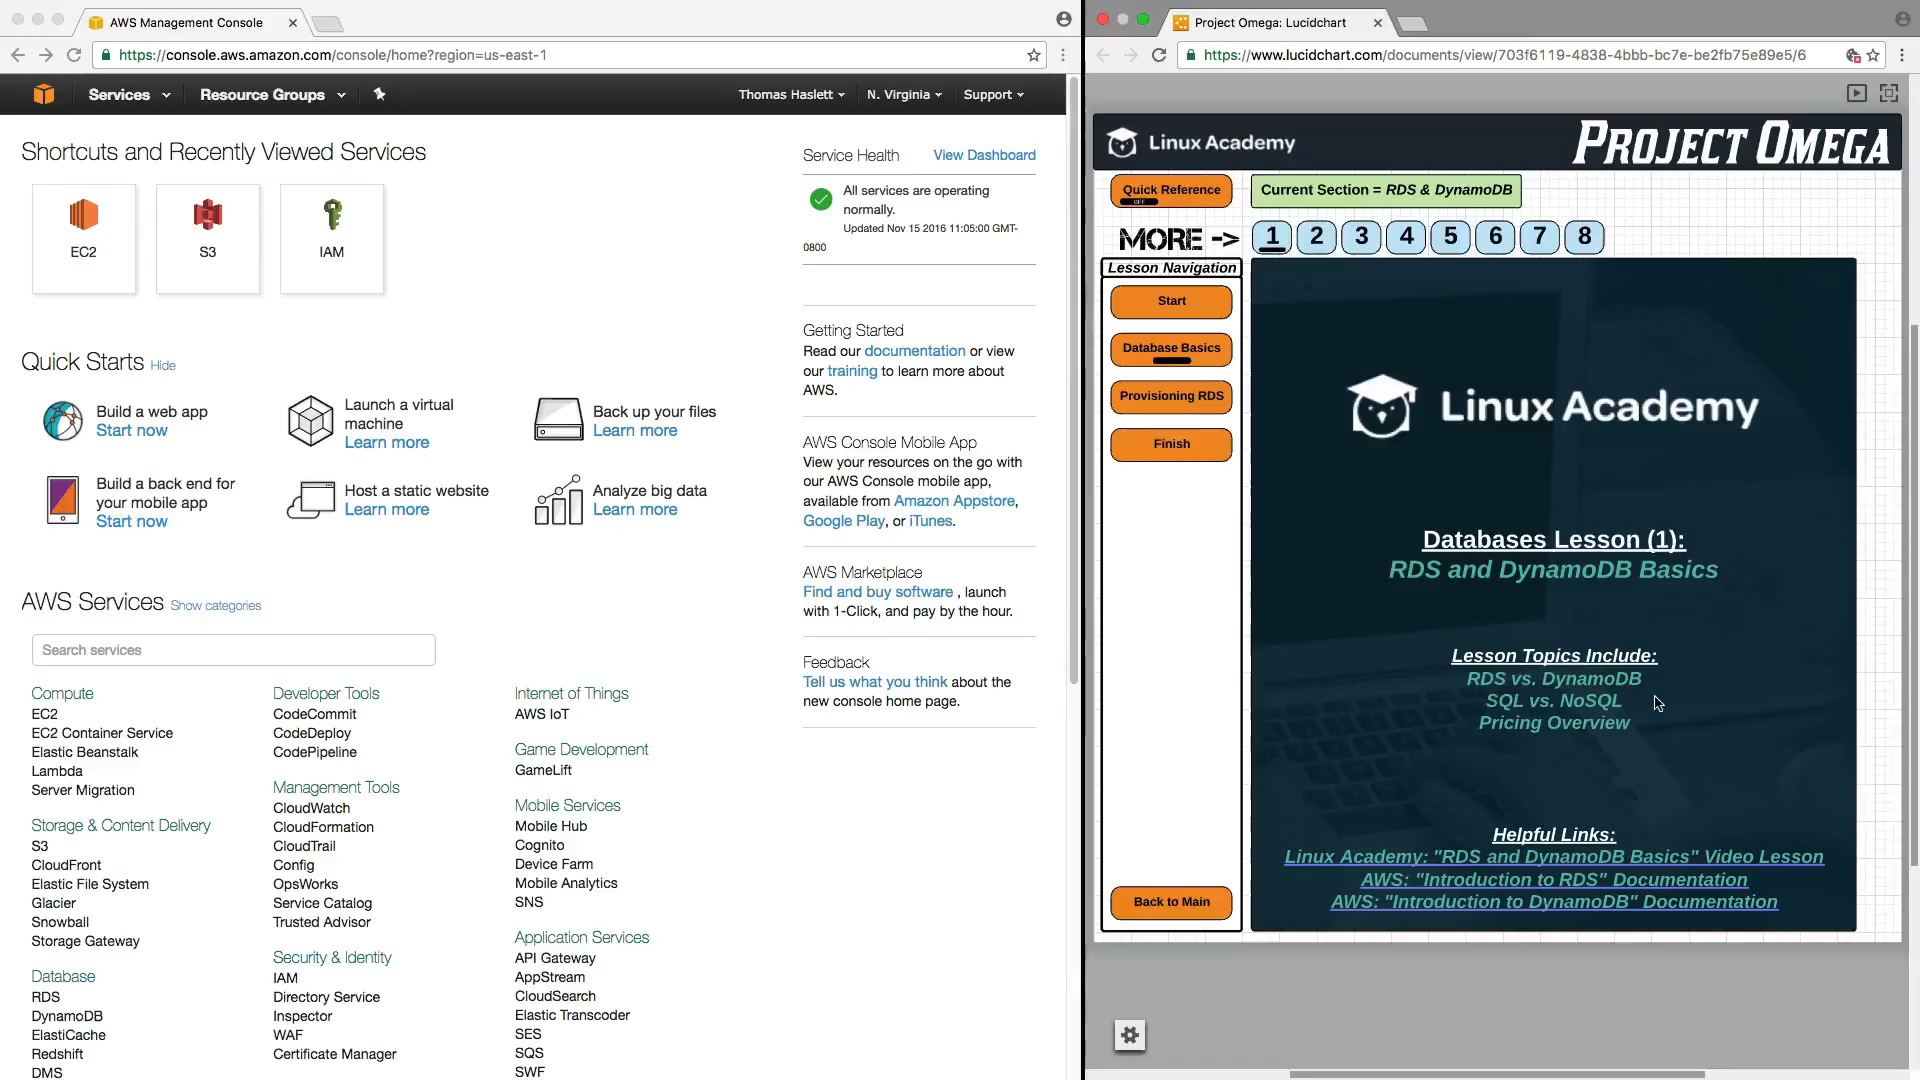 AWS Management Console
https://console.aws.amazon.com/console/home?region=us-east-1
Services
Resource Groups
Thomas Haslett
N. Virginia
Support
Shortcuts and Recently Viewed Services
EC2
S3
IAM
Quick Starts Hide
Build a web app
Start now
Launch a virtual
machine
Learn more
Back up your files
Learn more
Build a back end for
your mobile app
Start now
Host a static website
Learn more
Analyze big data
Learn more
AWS Services Show categories
Search services
Compute
EC2
EC2 Container Service
Elastic Beanstalk
Lambda
Server Migration
Storage & Content Delivery
S3
CloudFront
Elastic File System
Glacier
Snowball
Storage Gateway
Database
RDS
DynamoDB
ElastiCache
Redshift
DMS
Developer Tools
CodeCommit
CodeDeploy
CodePipeline
Management Tools
CloudWatch
CloudFormation
CloudTrail
Config
OpsWorks
Service Catalog
Trusted Advisor
Security & Identity
IAM
Directory Service
Inspector
WAF
Certificate Manager
Internet of Things
AWS IoT
Game Development
GameLift
Mobile Services
Mobile Hub
Cognito
Device Farm
Mobile Analytics
SNS
Application Services
API Gateway
AppStream
CloudSearch
Elastic Transcoder
SES
SQS
SWF
Service Health View Dashboard
All services are operating
normally.
Updated Nov 15 2016 11:05:00 GMT-
0800
Getting Started
Read our documentation or view
our training to learn more about
AWS.
AWS Console Mobile App
View your resources on the go with
our AWS Console mobile app,
available from Amazon Appstore,
Google Play, or iTunes.
AWS Marketplace
Find and buy software , launch
with 1-Click, and pay by the hour.
Feedback
Tell us what you think about the
new console home page.
Project Omega: Lucidchart
https://www.lucidchart.com/documents/view/703f6119-4838-4bbb-bc7e-be2fb75e89e5/6
Linux Academy
PROJECT OMEGA
Quick Reference
OFF
Current Section = RDS & DynamoDB
MORE -> 1 2 3 4 5 6 7 8
Lesson Navigation
Start
Database Basics
Provisioning RDS
Finish
Back to Main
Linux Academy
Databases Lesson (1):
RDS and DynamoDB Basics
Lesson Topics Include:
RDS vs. DynamoDB
SQL vs. NoSQL
Pricing Overview
Helpful Links:
Linux Academy: "RDS and DynamoDB Basics" Video Lesson
AWS: "Introduction to RDS" Documentation
AWS: "Introduction to DynamoDB" Documentation